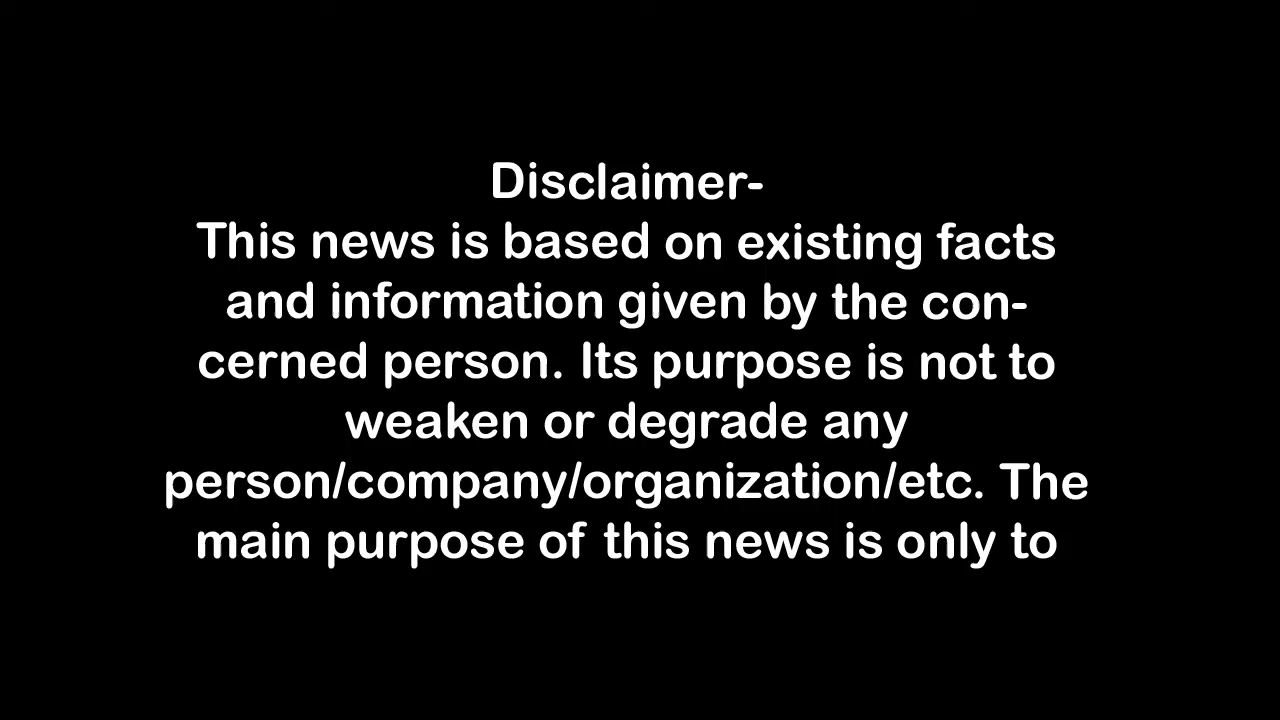 Disclaimer-
This news is based on existing facts
and information given by the con-
cerned person. Its purpose is not to
weaken or degrade any
person/company/organization/etc. The
main purpose of this news is only to